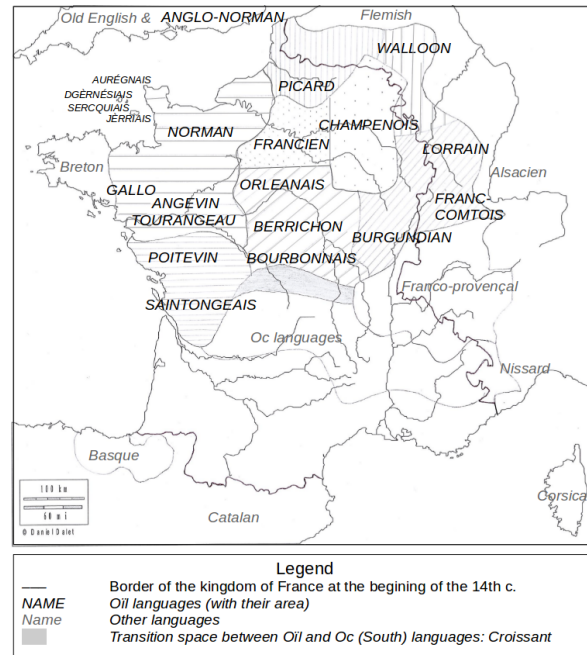 Old English &
ANGLO-NORMAN
Flemish
WALLOON
AURÉGNAIS
PICARD
DGÈRNÉSIAIS
SERCQUIAIS
JÈRRIAIS
NORMAN
CHAMPENOIS
FRANCIEN
LORRAIN
Breton
Alsacien
ORLEANAIS
GALLO
FRANC-
COMTOIS
ANGEVIN
TOURANGEAU
BERRICHON
BURGUNDIAN
POITEVIN
BOURBONNAIS
Franco-provençal
SAINTONGEAIS
Oc languages
Nissard
Basque
100 km
60 mi
© Daniel Dalet
Catalan
Corsica
Legend
Border of the kingdom of France at the begining of the 14th c.
NAME Oïl languages (with their area)
Name Other languages
Transition space between Oïl and Oc (South) languages: Croissant